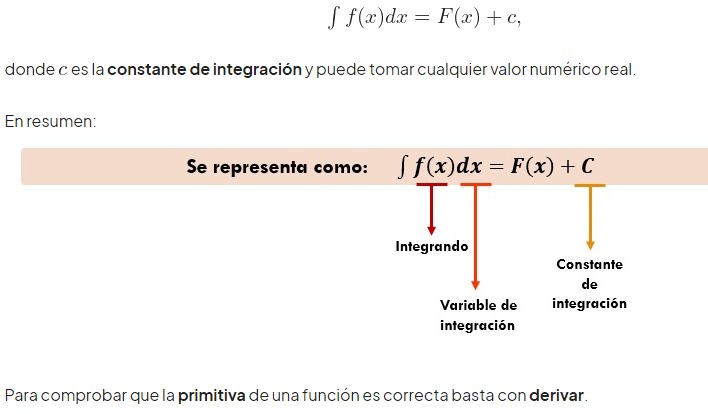 ∫ f(x)dx = F(x) + c,
donde c es la constante de integración y puede tomar cualquier valor numérico real.
En resumen:
Se representa como: ∫ f(x)dx = F(x) + C
Integrando
Constante
de
integración
Variable de
integración
Para comprobar que la primitiva de una función es correcta basta con derivar.